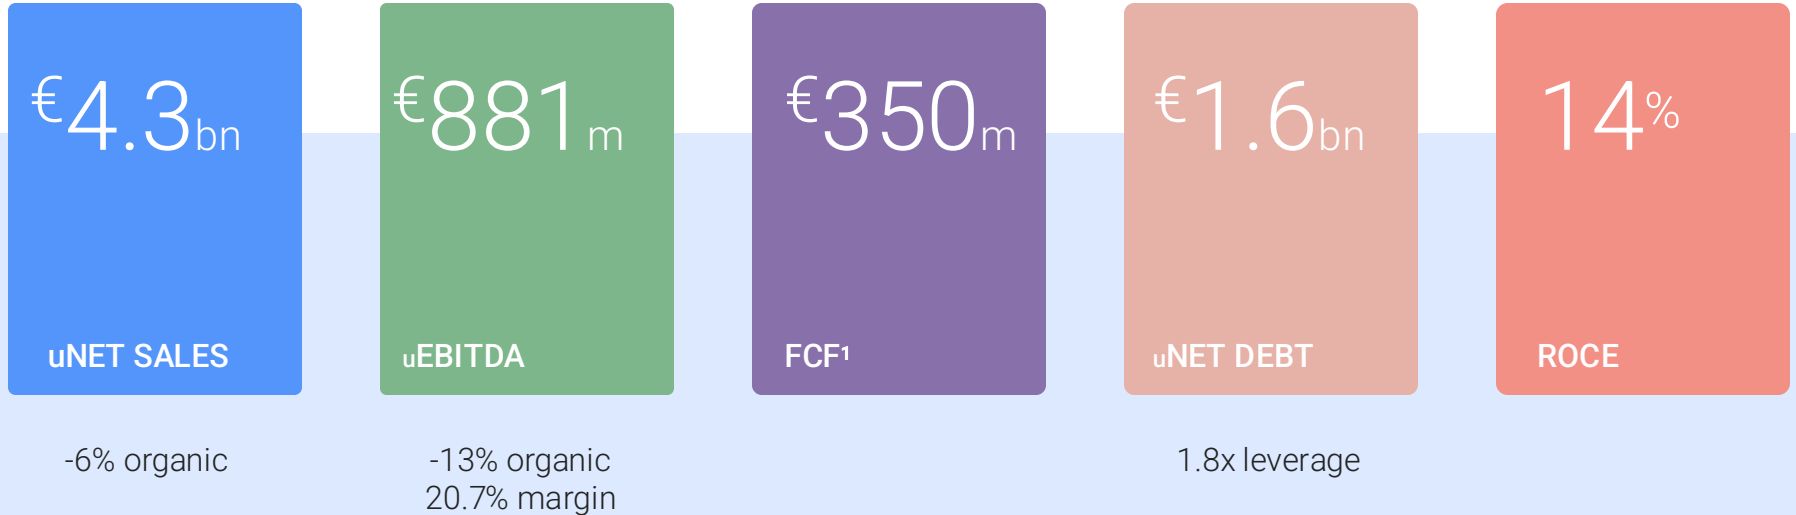 €4.3bn
uNET SALES
-6% organic
€881m
uEBITDA
-13% organic
20.7% margin
€350m
FCF¹
€1.6bn
uNET DEBT
1.8x leverage
14%
ROCE